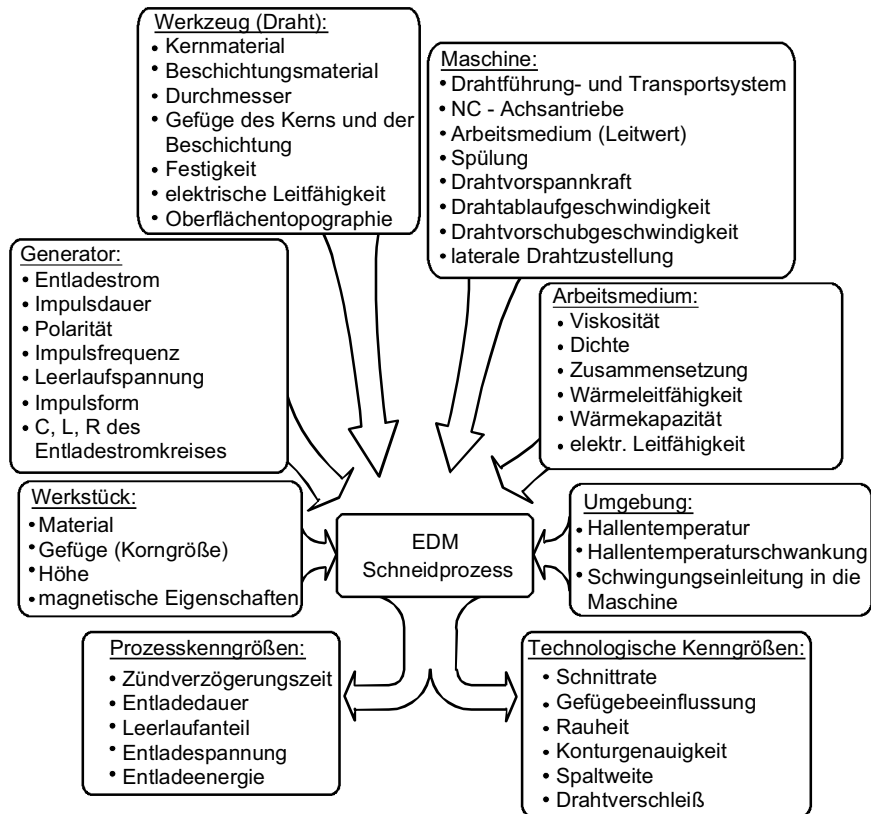 Werkzeug (Draht):
• Kernmaterial
• Beschichtungsmaterial
• Durchmesser
• Gefüge des Kerns und der
Beschichtung
• Festigkeit
• elektrische Leitfähigkeit
• Oberflächentopographie
Maschine:
• Drahtführung- und Transportsystem
• NC - Achsantriebe
• Arbeitsmedium (Leitwert)
• Spülung
• Drahtvorspannkraft
• Drahtablaufgeschwindigkeit
• Drahtvorschubgeschwindigkeit
• laterale Drahtzustellung
Generator:
• Entladestrom
• Impulsdauer
• Polarität
• Impulsfrequenz
• Leerlaufspannung
• Impulsform
• C, L, R des
Entladestromkreises
Arbeitsmedium:
• Viskosität
• Dichte
• Zusammensetzung
• Wärmeleitfähigkeit
• Wärmekapazität
• elektr. Leitfähigkeit
Werkstück:
• Material
• Gefüge (Korngröße)
• Höhe
• magnetische Eigenschaften
EDM
Schneidprozess
Umgebung:
• Hallentemperatur
• Hallentemperaturschwankung
• Schwingungseinleitung in die
Maschine
Prozesskenngrößen:
• Zündverzögerungszeit
• Entladedauer
• Leerlaufanteil
• Entladespannung
• Entladeenergie
Technologische Kenngrößen:
• Schnittrate
• Gefügebeeinflussung
• Rauheit
• Konturgenauigkeit
• Spaltweite
• Drahtverschleiß